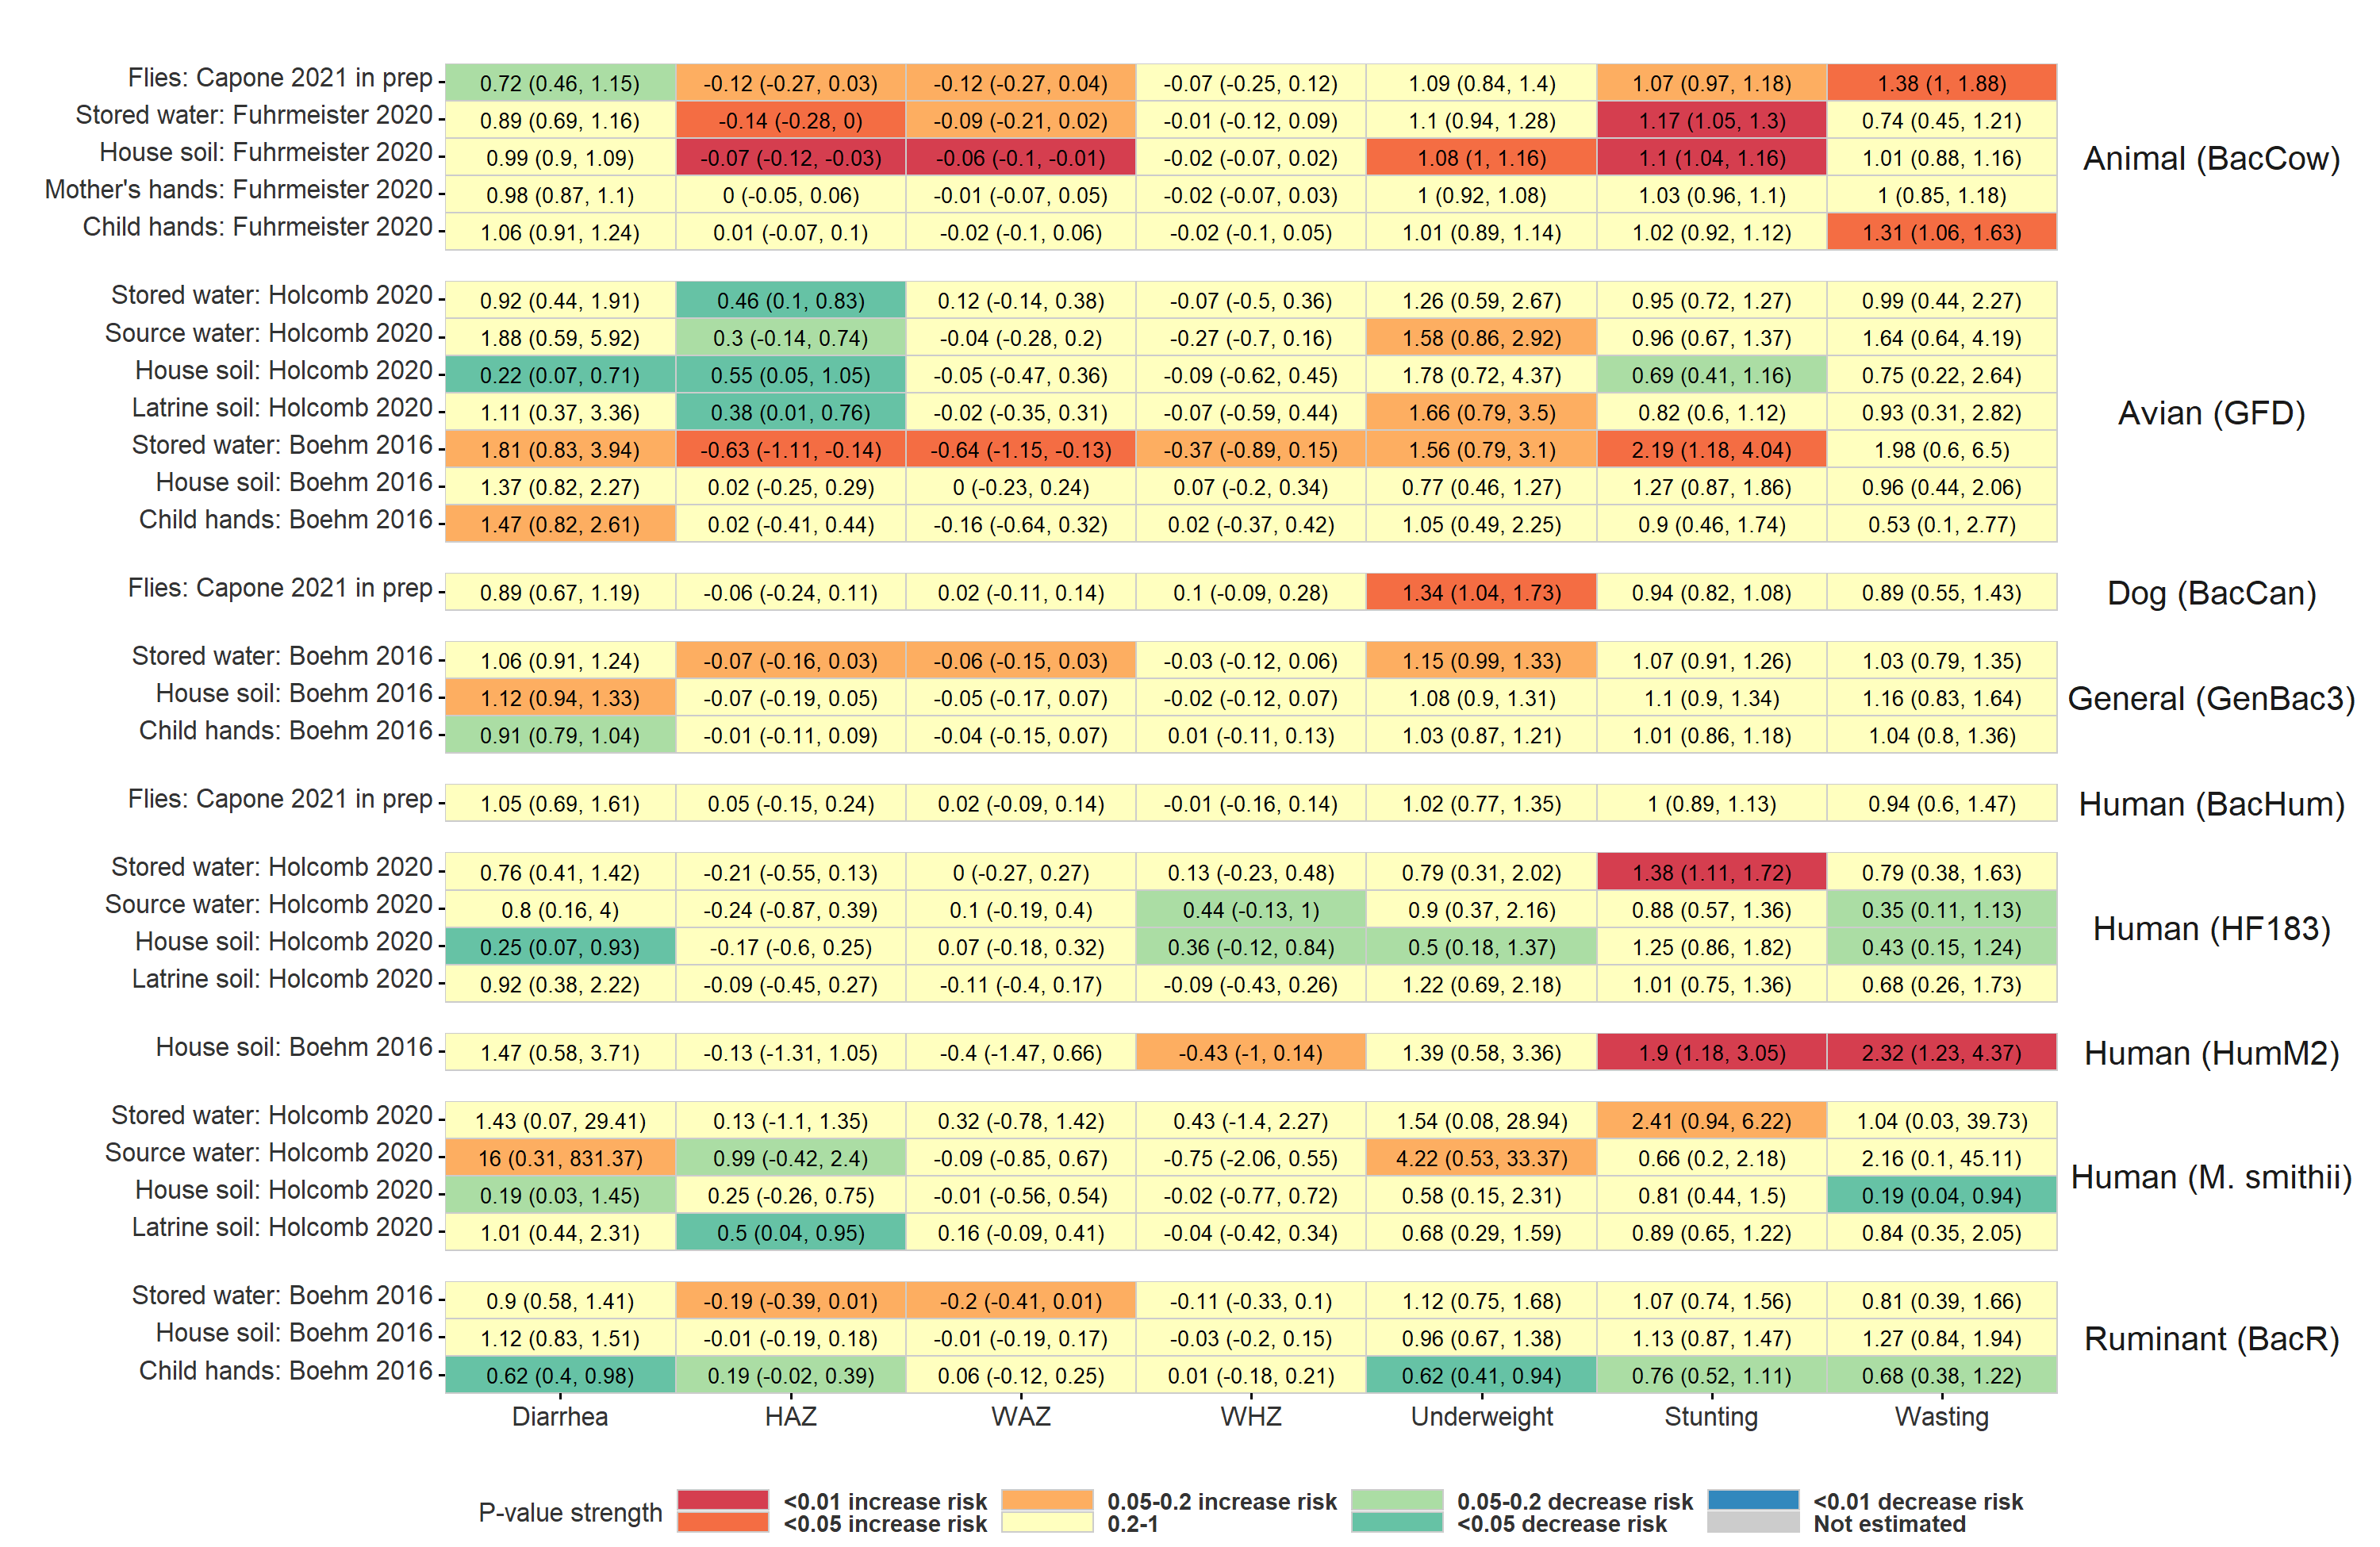 Flies: Capone 2021 in prep 0.72 (0.46, 1.15) -0.12 (-0.27, 0.03) -0.12 (-0.27, 0.04) -0.07 (-0.25, 0.12) 1.09 (0.84, 1.4) 1.07 (0.97, 1.18) 1.38 (1, 1.88)
Stored water: Fuhrmeister 2020 0.89 (0.69, 1.16) -0.14 (-0.28, 0) -0.09 (-0.21, 0.02) -0.01 (-0.12, 0.09) 1.1 (0.94, 1.28) 1.17 (1.05, 1.3) 0.74 (0.45, 1.21)
House soil: Fuhrmeister 2020 0.99 (0.9, 1.09) -0.07 (-0.12, -0.03) -0.06 (-0.1, -0.01) -0.02 (-0.07, 0.02) 1.08 (1, 1.16) 1.1 (1.04, 1.16) 1.01 (0.88, 1.16)
Animal (BacCow)
Mother's hands: Fuhrmeister 2020 0.98 (0.87, 1.1) 0 (-0.05, 0.06) -0.01 (-0.07, 0.05) -0.02 (-0.07, 0.03) 1 (0.92, 1.08) 1.03 (0.96, 1.1) 1 (0.85, 1.18)
Child hands: Fuhrmeister 2020 1.06 (0.91, 1.24) 0.01 (-0.07, 0.1) -0.02 (-0.1, 0.06) -0.02 (-0.1, 0.05) 1.01 (0.89, 1.14) 1.02 (0.92, 1.12) 1.31 (1.06, 1.63)
Stored water: Holcomb 2020 0.92 (0.44, 1.91) 0.46 (0.1, 0.83) 0.12 (-0.14, 0.38) -0.07 (-0.5, 0.36) 1.26 (0.59, 2.67) 0.95 (0.72, 1.27) 0.99 (0.44, 2.27)
Source water: Holcomb 2020 1.88 (0.59, 5.92) 0.3 (-0.14, 0.74) -0.04 (-0.28, 0.2) -0.27 (-0.7, 0.16) 1.58 (0.86, 2.92) 0.96 (0.67, 1.37) 1.64 (0.64, 4.19)
House soil: Holcomb 2020 0.22 (0.07, 0.71) 0.55 (0.05, 1.05) -0.05 (-0.47, 0.36) -0.09 (-0.62, 0.45) 1.78 (0.72, 4.37) 0.69 (0.41, 1.16) 0.75 (0.22, 2.64)
Latrine soil: Holcomb 2020 1.11 (0.37, 3.36) 0.38 (0.01, 0.76) -0.02 (-0.35, 0.31) -0.07 (-0.59, 0.44) 1.66 (0.79, 3.5) 0.82 (0.6, 1.12) 0.93 (0.31, 2.82)
Avian (GFD)
Stored water: Boehm 2016 1.81 (0.83, 3.94) -0.63 (-1.11, -0.14) -0.64 (-1.15, -0.13) -0.37 (-0.89, 0.15) 1.56 (0.79, 3.1) 2.19 (1.18, 4.04) 1.98 (0.6, 6.5)
House soil: Boehm 2016 1.37 (0.82, 2.27) 0.02 (-0.25, 0.29) 0 (-0.23, 0.24) 0.07 (-0.2, 0.34) 0.77 (0.46, 1.27) 1.27 (0.87, 1.86) 0.96 (0.44, 2.06)
Child hands: Boehm 2016 1.47 (0.82, 2.61) 0.02 (-0.41, 0.44) -0.16 (-0.64, 0.32) 0.02 (-0.37, 0.42) 1.05 (0.49, 2.25) 0.9 (0.46, 1.74) 0.53 (0.1, 2.77)
Flies: Capone 2021 in prep 0.89 (0.67, 1.19) -0.06 (-0.24, 0.11) 0.02 (-0.11, 0.14) 0.1 (-0.09, 0.28) 1.34 (1.04, 1.73) 0.94 (0.82, 1.08) 0.89 (0.55, 1.43)
Dog (BacCan)
Stored water: Boehm 2016 1.06 (0.91, 1.24) -0.07 (-0.16, 0.03) -0.06 (-0.15, 0.03) -0.03 (-0.12, 0.06) 1.15 (0.99, 1.33) 1.07 (0.91, 1.26) 1.03 (0.79, 1.35)
House soil: Boehm 2016 1.12 (0.94, 1.33) -0.07 (-0.19, 0.05) -0.05 (-0.17, 0.07) -0.02 (-0.12, 0.07) 1.08 (0.9, 1.31) 1.1 (0.9, 1.34) 1.16 (0.83, 1.64)
General (GenBac3)
Child hands: Boehm 2016 0.91 (0.79, 1.04) -0.01 (-0.11, 0.09) -0.04 (-0.15, 0.07) 0.01 (-0.11, 0.13) 1.03 (0.87, 1.21) 1.01 (0.86, 1.18) 1.04 (0.8, 1.36)
Flies: Capone 2021 in prep 1.05 (0.69, 1.61) 0.05 (-0.15, 0.24) 0.02 (-0.09, 0.14) -0.01 (-0.16, 0.14) 1.02 (0.77, 1.35) 1 (0.89, 1.13) 0.94 (0.6, 1.47)
Human (BacHum)
Stored water: Holcomb 2020 0.76 (0.41, 1.42) -0.21 (-0.55, 0.13) 0 (-0.27, 0.27) 0.13 (-0.23, 0.48) 0.79 (0.31, 2.02) 1.38 (1.11, 1.72) 0.79 (0.38, 1.63)
Source water: Holcomb 2020 0.8 (0.16, 4) -0.24 (-0.87, 0.39) 0.1 (-0.19, 0.4) 0.44 (-0.13, 1) 0.9 (0.37, 2.16) 0.88 (0.57, 1.36) 0.35 (0.11, 1.13)
Human (HF183)
House soil: Holcomb 2020 0.25 (0.07, 0.93) -0.17 (-0.6, 0.25) 0.07 (-0.18, 0.32) 0.36 (-0.12, 0.84) 0.5 (0.18, 1.37) 1.25 (0.86, 1.82) 0.43 (0.15, 1.24)
Latrine soil: Holcomb 2020 0.92 (0.38, 2.22) -0.09 (-0.45, 0.27) -0.11 (-0.4, 0.17) -0.09 (-0.43, 0.26) 1.22 (0.69, 2.18) 1.01 (0.75, 1.36) 0.68 (0.26, 1.73)
House soil: Boehm 2016 1.47 (0.58, 3.71) -0.13 (-1.31, 1.05) -0.4 (-1.47, 0.66) -0.43 (-1, 0.14) 1.39 (0.58, 3.36) 1.9 (1.18, 3.05) 2.32 (1.23, 4.37)
Human (HumM2)
Stored water: Holcomb 2020 1.43 (0.07, 29.41) 0.13 (-1.1, 1.35) 0.32 (-0.78, 1.42) 0.43 (-1.4, 2.27) 1.54 (0.08, 28.94) 2.41 (0.94, 6.22) 1.04 (0.03, 39.73)
Source water: Holcomb 2020 16 (0.31, 831.37) 0.99 (-0.42, 2.4) -0.09 (-0.85, 0.67) -0.75 (-2.06, 0.55) 4.22 (0.53, 33.37) 0.66 (0.2, 2.18) 2.16 (0.1, 45.11)
Human (M. smithii)
House soil: Holcomb 2020 0.19 (0.03, 1.45) 0.25 (-0.26, 0.75) -0.01 (-0.56, 0.54) -0.02 (-0.77, 0.72) 0.58 (0.15, 2.31) 0.81 (0.44, 1.5) 0.19 (0.04, 0.94)
Latrine soil: Holcomb 2020 1.01 (0.44, 2.31) 0.5 (0.04, 0.95) 0.16 (-0.09, 0.41) -0.04 (-0.42, 0.34) 0.68 (0.29, 1.59) 0.89 (0.65, 1.22) 0.84 (0.35, 2.05)
Stored water: Boehm 2016 0.9 (0.58, 1.41) -0.19 (-0.39, 0.01) -0.2 (-0.41, 0.01) -0.11 (-0.33, 0.1) 1.12 (0.75, 1.68) 1.07 (0.74, 1.56) 0.81 (0.39, 1.66)
House soil: Boehm 2016 1.12 (0.83, 1.51) -0.01 (-0.19, 0.18) -0.01 (-0.19, 0.17) -0.03 (-0.2, 0.15) 0.96 (0.67, 1.38) 1.13 (0.87, 1.47) 1.27 (0.84, 1.94)
Ruminant (BacR)
Child hands: Boehm 2016 0.62 (0.4, 0.98) 0.19 (-0.02, 0.39) 0.06 (-0.12, 0.25) 0.01 (-0.18, 0.21) 0.62 (0.41, 0.94) 0.76 (0.52, 1.11) 0.68 (0.38, 1.22)
Diarrhea HAZ WAZ WHZ Underweight Stunting Wasting
P-value strength
<0.01 increase risk 0.05-0.2 increase risk 0.05-0.2 decrease risk <0.01 decrease risk
<0.05 increase risk 0.2-1 <0.05 decrease risk Not estimated